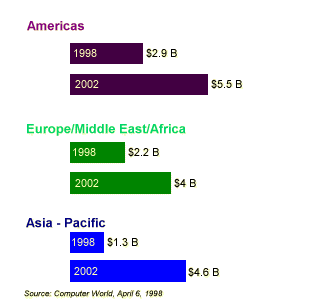 Americas
1998 $2.9 B
2002 $5.5 B
Europe/Middle East/Africa
1998 $2.2 B
2002 $4 B
Asia - Pacific
1998 $1.3 B
2002 $4.6 B
Source: Computer World, April 6, 1998